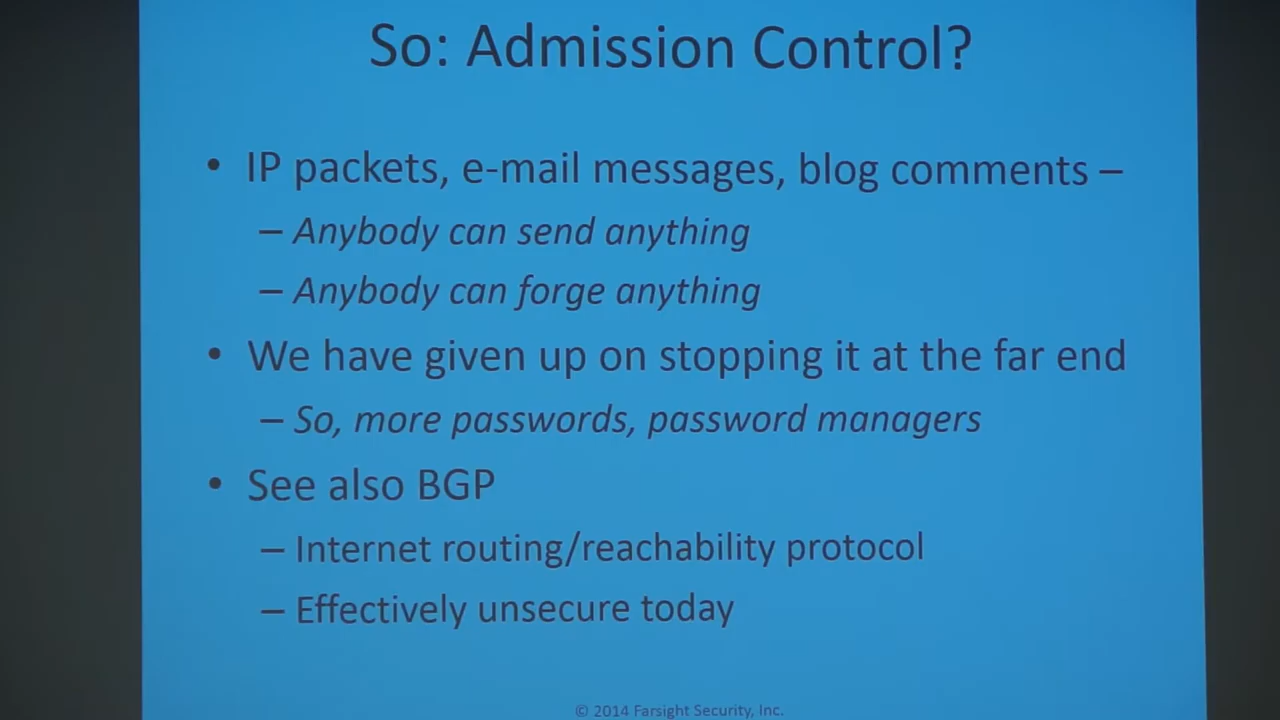 So: Admission Control?
• IP packets, e-mail messages, blog comments –
– Anybody can send anything
– Anybody can forge anything
• We have given up on stopping it at the far end
– So, more passwords, password managers
• See also BGP
– Internet routing/reachability protocol
– Effectively unsecure today
© 2014 Farsight Security, Inc.